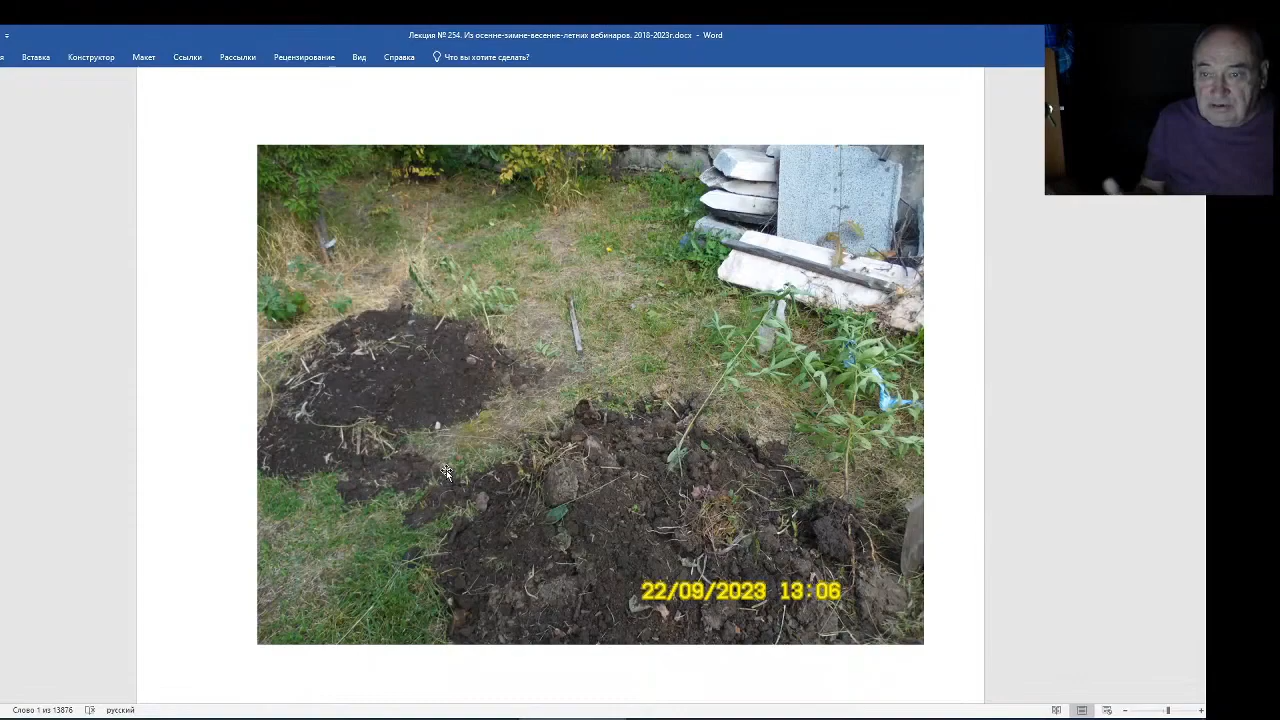 Лекция № 254. Из осенне-зимне-весенне-летних вебинаров. 2018-2023г.docx - Word
Вставка Конструктор Макет Ссылки Рассылки Рецензирование Вид Справка Что вы хотите сделать?
22/09/2023 13:06
Слово 1 из 13876 русский